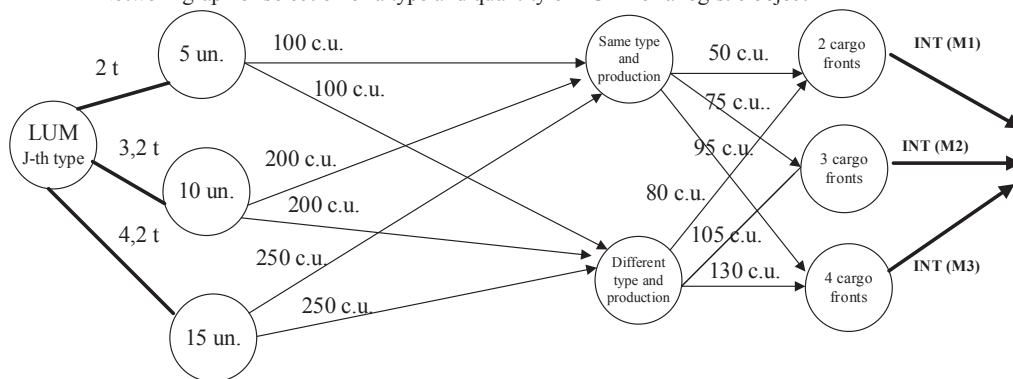 5 un.
100 c.u.
Same type
and
production
50 c.u.
2 cargo
fronts
INT (M1)
2 t
100 c.u.
75 c.u..
LUM
J-th type
3,2 t
200 c.u.
95 c.u.
3 cargo
fronts
INT (M2)
10 un.
200 c.u.
80 c.u.
4,2 t
250 c.u.
105 c.u.
Different
type and
production
130 c.u.
4 cargo
fronts
INT (M3)
250 c.u.
15 un.